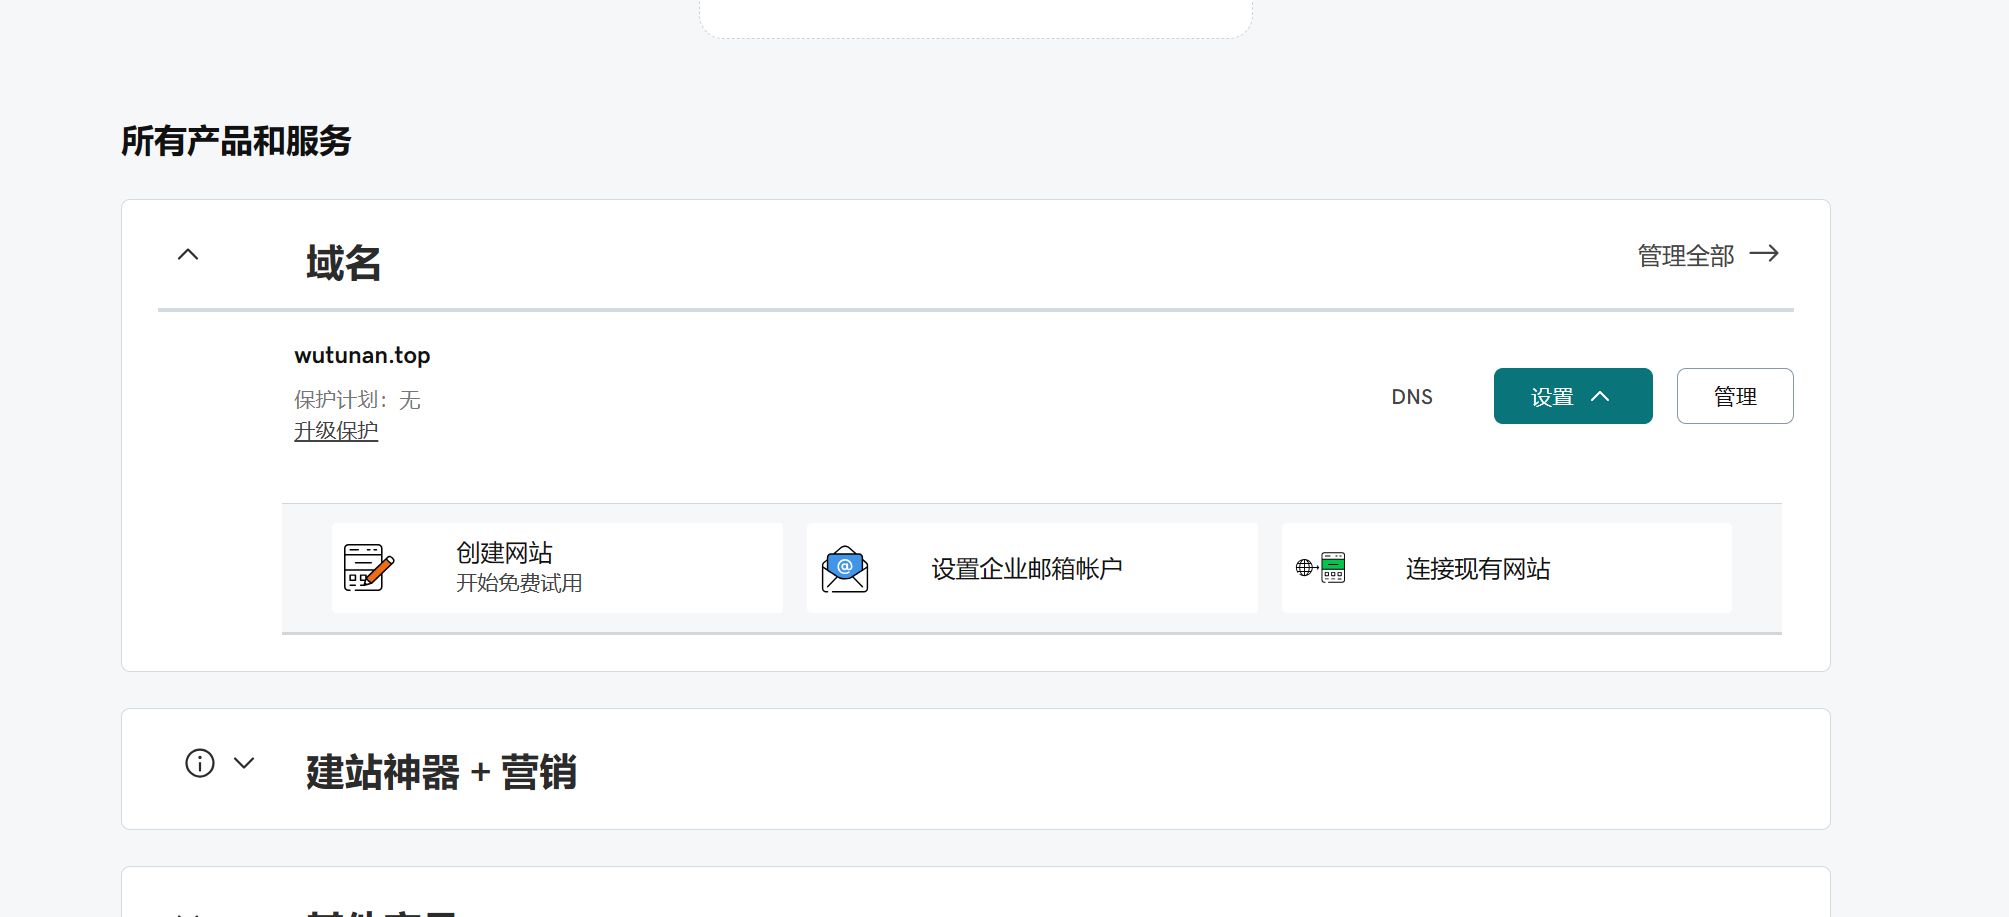 所有产品和服务
域名
管理全部
wutunan.top
保护计划：无
升级保护
DNS
设置
管理
创建网站
开始免费试用
@
设置企业邮箱帐户
连接现有网站
建站神器 + 营销